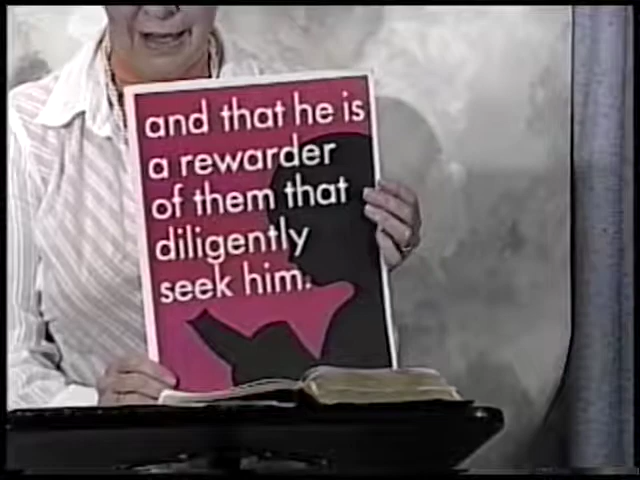 and that he is
a rewarder
of them that
diligently
seek him.